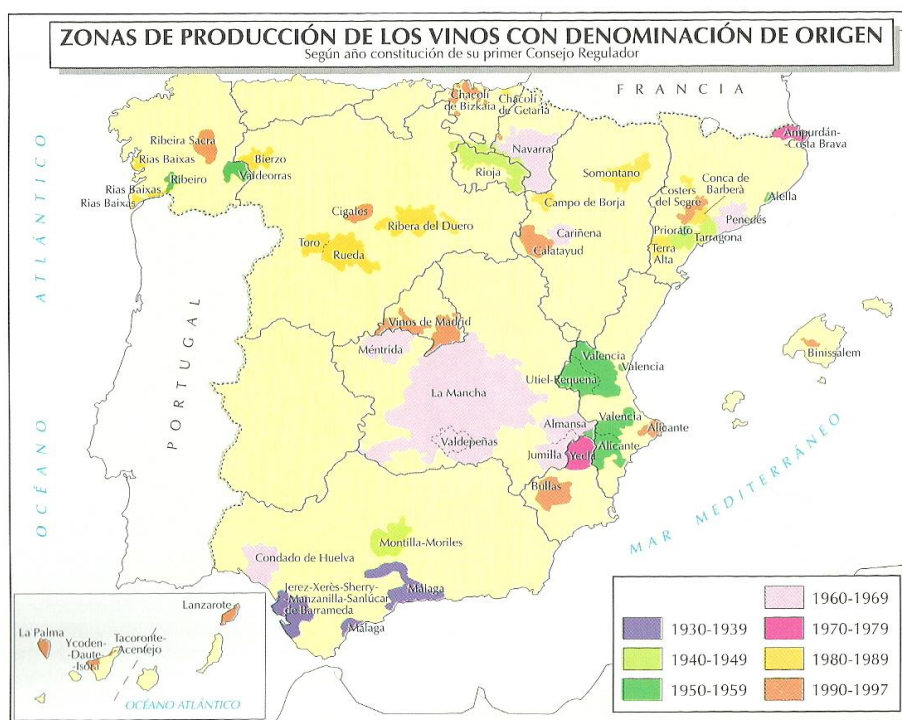 ZONAS DE PRODUCCIÓN DE LOS VINOS CON DENOMINACIÓN DE ORIGEN
Según año constitución de su primer Consejo Regulador
FRANCIA
OCÉANO ATLÁNTICO
PORTUGAL
MAR MEDITERRÁNEO
Chacolí
de Bizkaia
Chacolí
de Getaria
Ribeira Sacra
Rias Baixas
Bierzo
Valdeorras
Ribeiro
Rias Baixas
Rias Baixas
Navarra
Rioja
Somontano
Campo de Borja
Ampurdán-
-Costa Brava
Costers
del Segre
Conca de
Barberà
Alella
Penedés
Priorato
Tarragona
Terra
Alta
Cigales
Ribera del Duero
Toro
Rueda
Cariñena
Calatayud
Vinos de Madrid
Méntrida
La Mancha
Valdepeñas
Valencia
Valencia
Utiel-Requena
Binissalem
Almansa
Valencia
Alicante
Alicante
Jumilla
Yecla
Bullas
Montilla-Moriles
Condado de Huelva
Jerez-Xerès-Sherry-
-Manzanilla-Sanlúcar
de Barrameda
Málaga
Málaga
Lanzarote
La Palma
Ycoden-
-Daute-
-Isora
Tacoronte-
-Acentejo
OCÉANO ATLÁNTICO
1960-1969
1930-1939
1970-1979
1940-1949
1980-1989
1950-1959
1990-1997